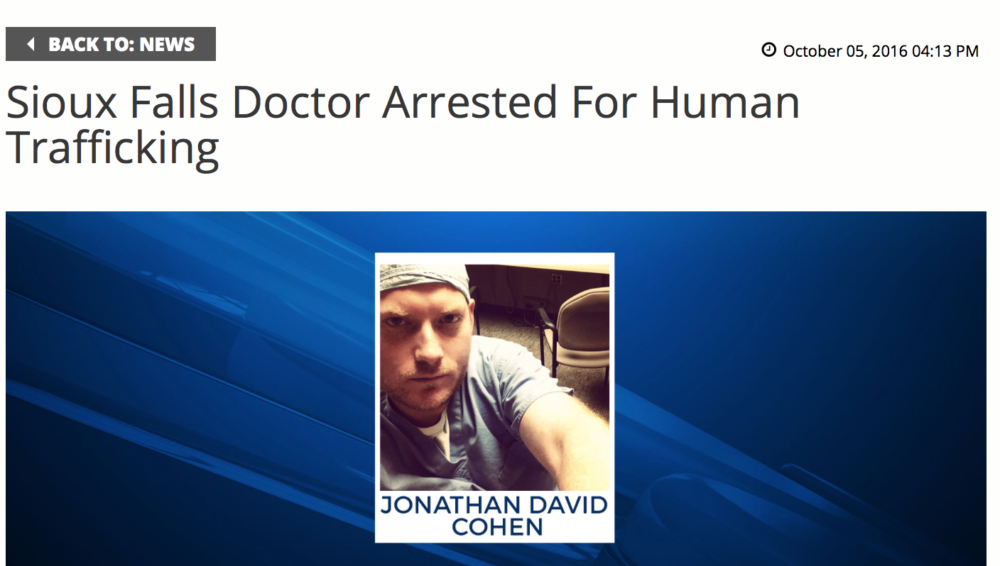 BACK TO: NEWS
October 05, 2016 04:13 PM
Sioux Falls Doctor Arrested For Human
Trafficking
JONATHAN DAVID
COHEN